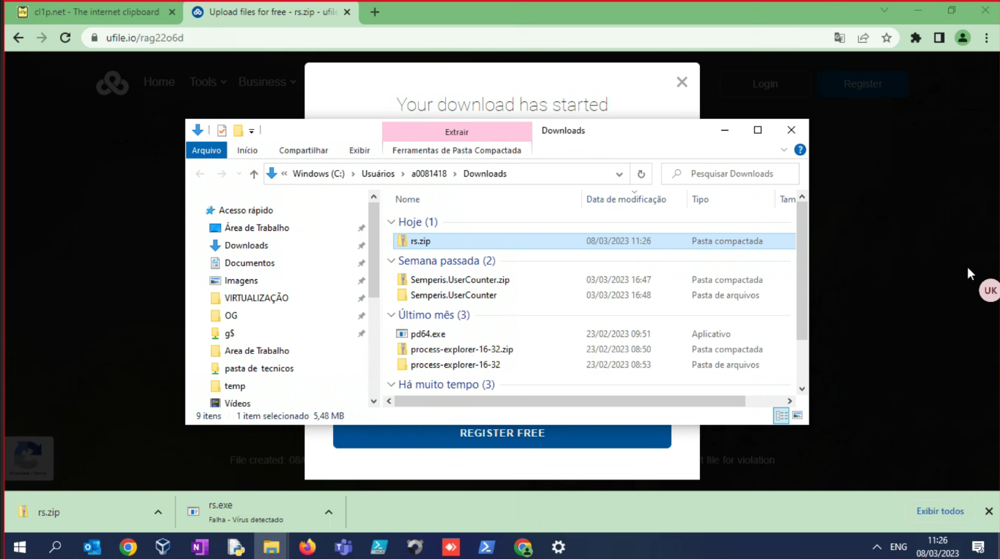 cl1p.net - The internet clipboard
Upload files for free - rs.zip - ufile
ufile.io/rag22o6d
Home Tools Business Login Register
Your download has started
Extrair Downloads
Arquivo Início Compartilhar Exibir Ferramentas de Pasta Compactada
« Windows (C:) > Usuários > a0081418 > Downloads Pesquisar Downloads
Nome Data de modificação Tipo Tam
Acesso rápido
Área de Trabalho
Downloads
Documentos
Imagens
VIRTUALIZAÇÃO
OG
g$
Area de Trabalho
pasta de tecnicos
temp
Vídeos
Hoje (1)
rs.zip 08/03/2023 11:26 Pasta compactada
Semana passada (2)
Semperis.UserCounter.zip 03/03/2023 16:47 Pasta compactada
Semperis.UserCounter 03/03/2023 16:48 Pasta de arquivos
Último mês (3)
pd64.exe 23/02/2023 09:51 Aplicativo
process-explorer-16-32.zip 23/02/2023 08:50 Pasta compactada
process-explorer-16-32 23/02/2023 08:53 Pasta de arquivos
Há muito tempo (3)
UK
9 itens 1 item selecionado 5,48 MB
REGISTER FREE
File created: 08/ file for violation
rs.zip
rs.exe
Falha - Vírus detectado
Exibir todos
ENG
11:26
08/03/2023